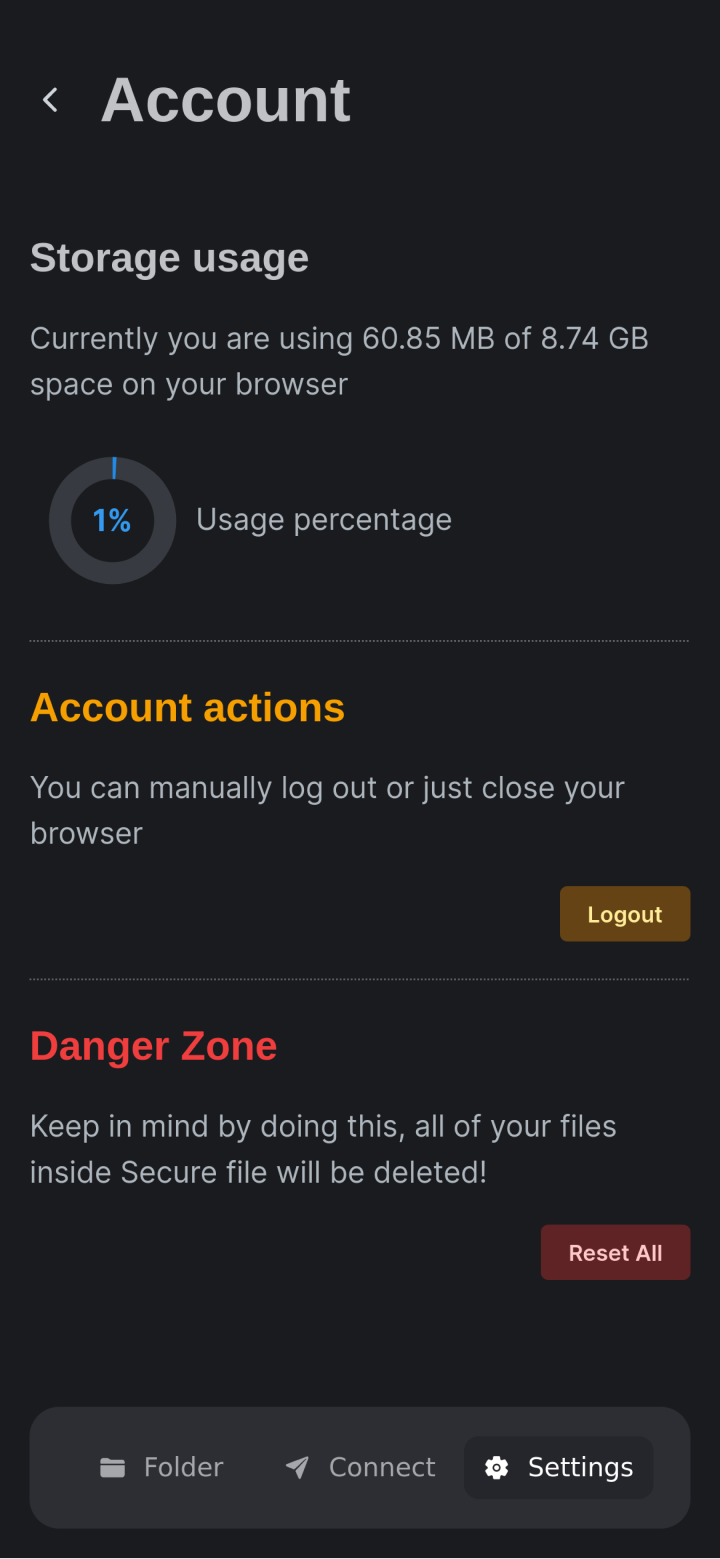 Account
Storage usage
Currently you are using 60.85 MB of 8.74 GB
space on your browser
1%
Usage percentage
Account actions
You can manually log out or just close your
browser
Logout
Danger Zone
Keep in mind by doing this, all of your files
inside Secure file will be deleted!
Reset All
Folder Connect Settings